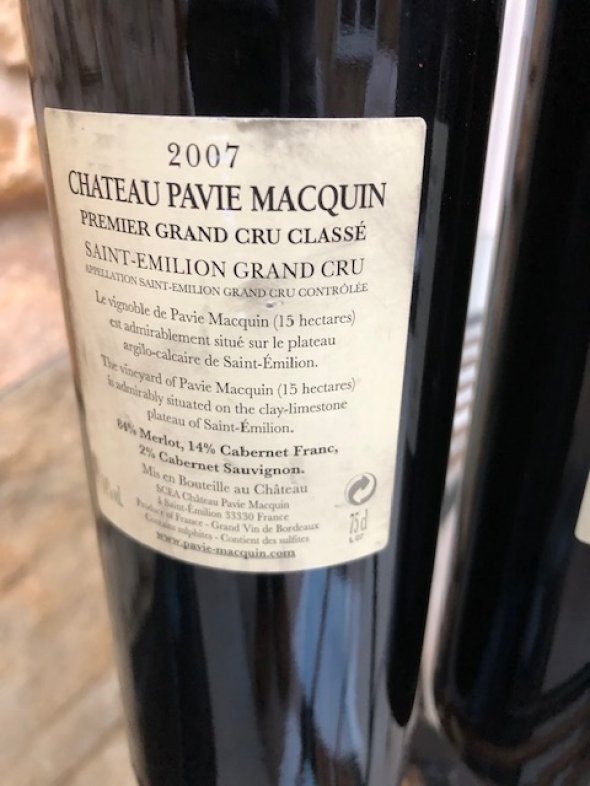 2007
CHATEAU PAVIE MACQUIN
PREMIER GRAND CRU CLASSÉ
SAINT-EMILION GRAND CRU
APPELLATION SAINT-EMILION GRAND CRU CONTRÔLÉE
Le vignoble de Pavie Macquin (15 hectares)
est admirablement situé sur le plateau
argilo-calcaire de Saint-Émilion.
The vineyard of Pavie Macquin (15 hectares)
is admirably situated on the clay-limestone
plateau of Saint-Émilion.
84% Merlot, 14% Cabernet Franc,
2% Cabernet Sauvignon.
Mis en Bouteille au Château
SCEA Château Pavie Macquin
à Saint-Émilion 33330 France
Produce of France - Grand Vin de Bordeaux
Contains sulphites - Contient des sulfites
www.pavie-macquin.com
75cl